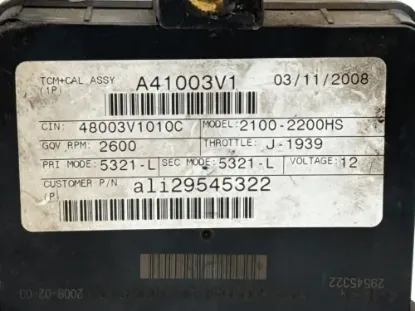 TCM+CAL ASSY A41003V1 03/11/2008
(1P)
CIN: 48003V1010C MODEL: 2100-2200HS
GOV RPM: 2600 THROTTLE: J-1939
PRI MODE: 5321-L SEC MODE: 5321-L VOLTAGE: 12
CUSTOMER P/N ali29545322
(P)
2008-02-03 29545322